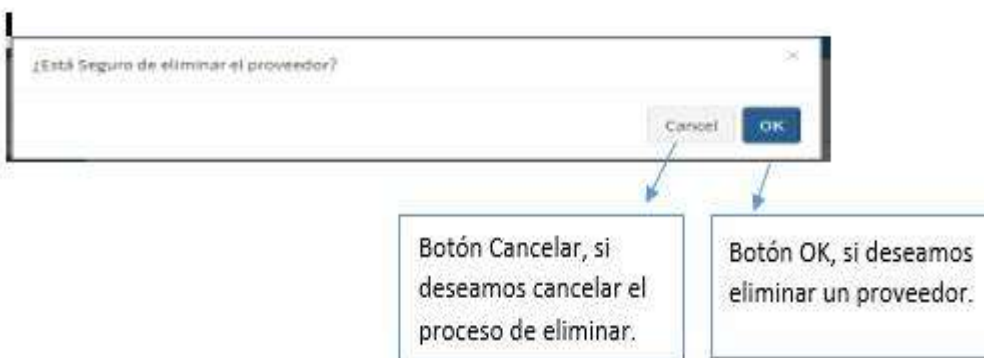 ¿Está Seguro de eliminar el proveedor?
Cancel
OK
Botón Cancelar, si
deseamos cancelar el
proceso de eliminar.
Botón OK, si deseamos
eliminar un proveedor.